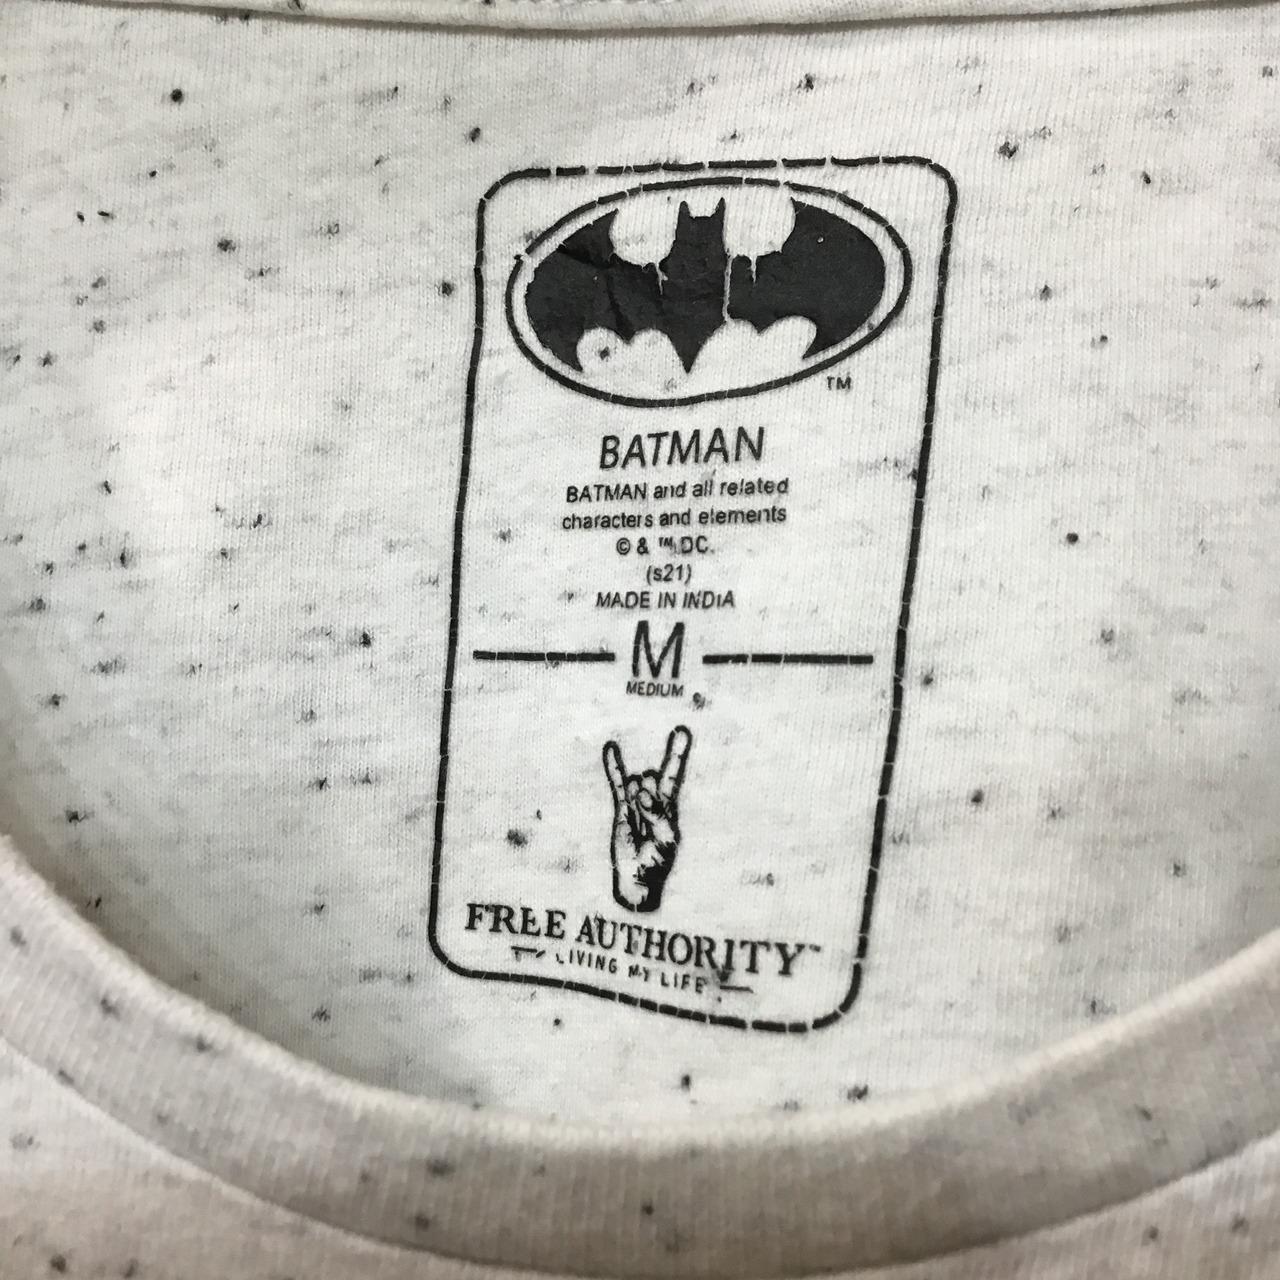 TM
BATMAN
BATMAN and all related
characters and elements
© & ™ DC.
(s21)
MADE IN INDIA
M
MEDIUM
FREE AUTHORITY™
LIVING MY LIFE